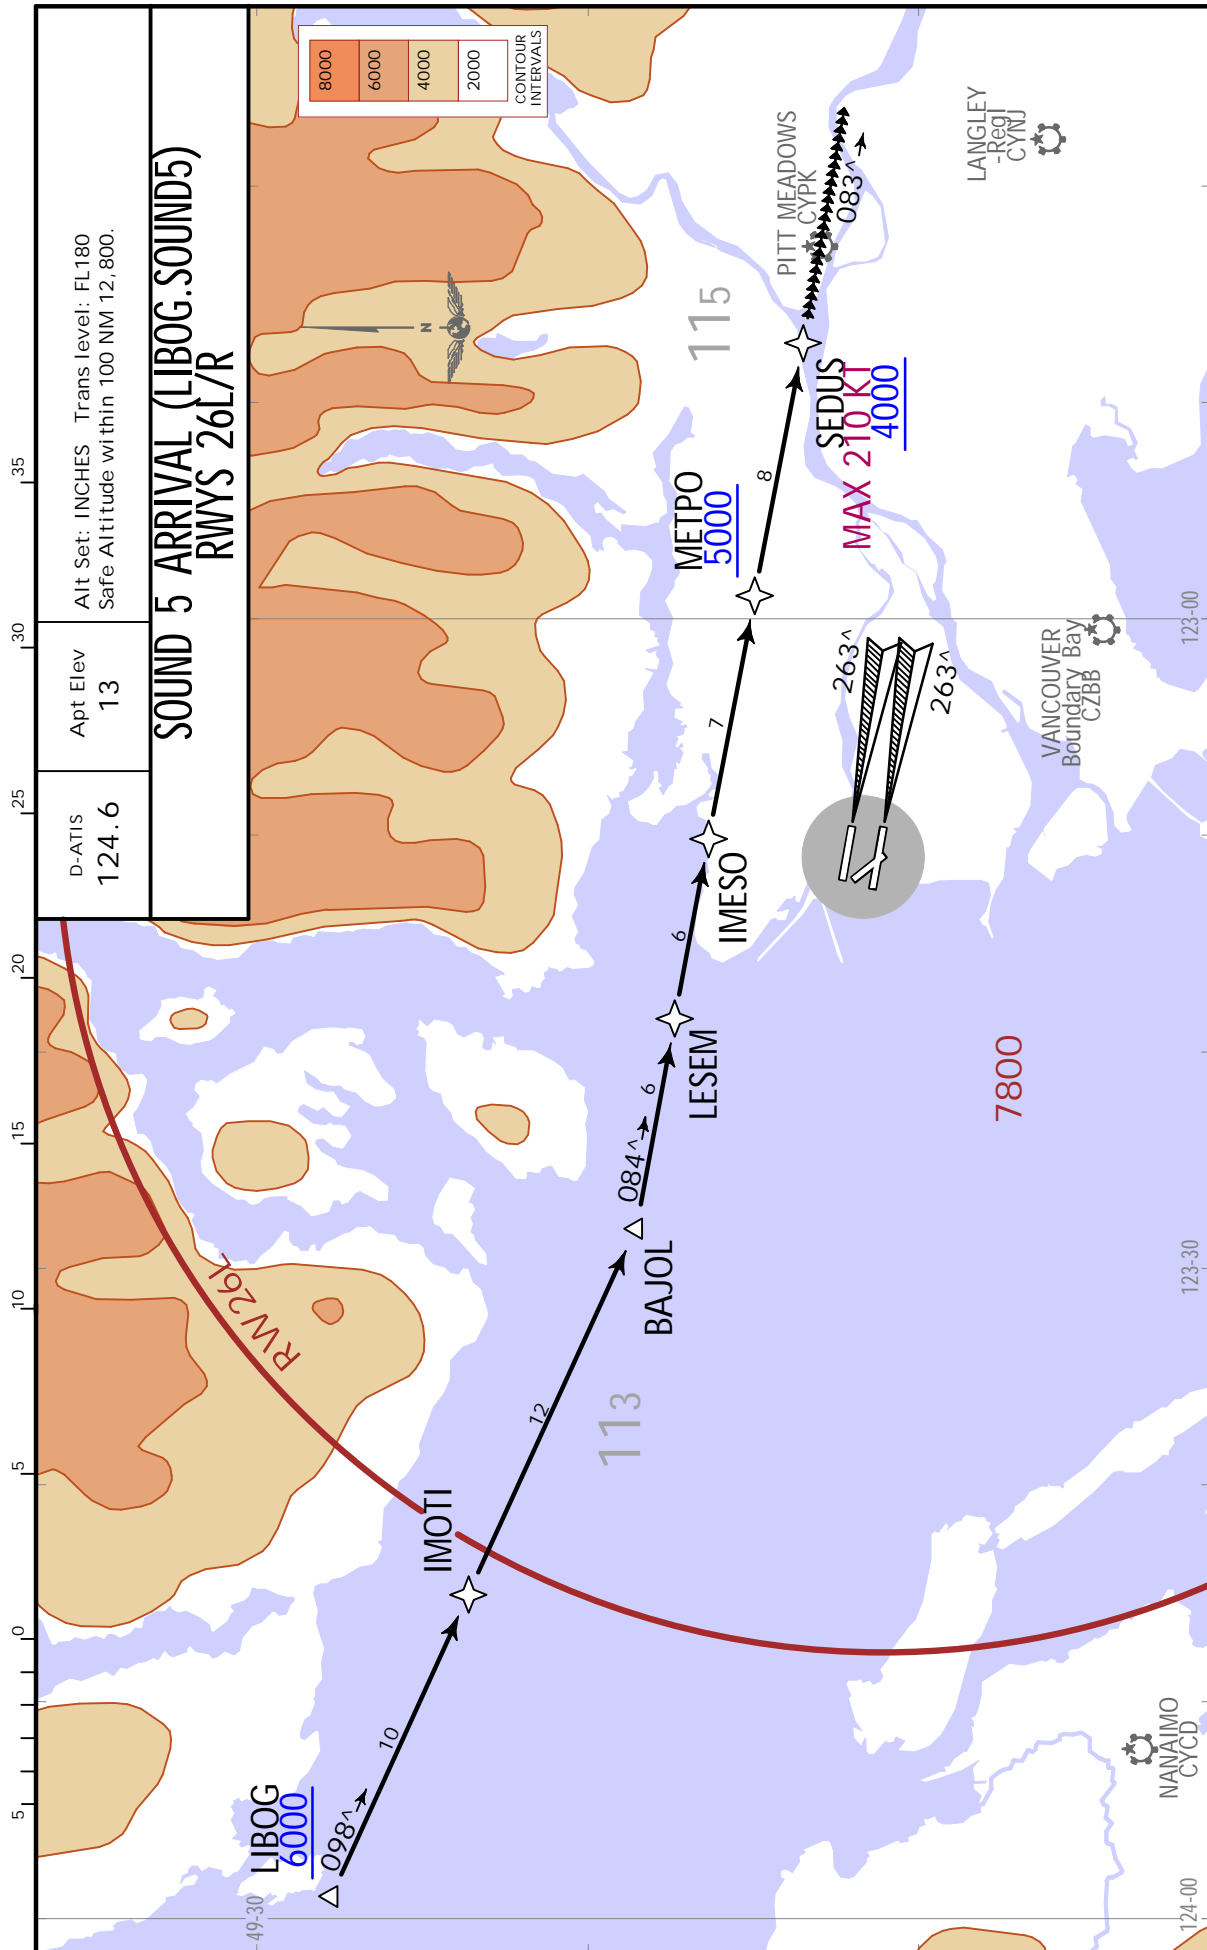 D-ATIS
124.6
Apt Elev
13
Alt Set: INCHES Trans level: FL180
Safe Altitude within 100 NM 12,800.
SOUND 5 ARRIVAL (LIBOG.SOUND5)
RWYS 26L/R
8000
6000
4000
2000
CONTOUR
INTERVALS
5
0
5
10
15
20
25
30
35
49-30
N
LIBOG
6000
098^
10
IMOTI
RW26L
12
113
BAJOL
084^
6
LESEM
6
IMESO
7
METPO
5000
8
115
SEDUS
MAX 210 KT
4000
083^
PITT MEADOWS
CYPK
LANGLEY
-Regl
CYNJ
263^
263^
VANCOUVER
Boundary Bay
CZBB
7800
NANAIMO
CYCD
124-00
123-30
123-00